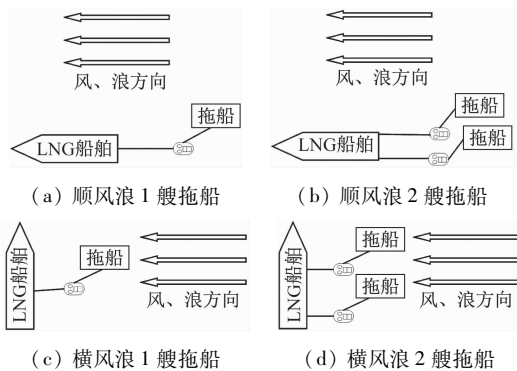 风、浪方向
拖船
LNG船舶
(a) 顺风浪 1 艘拖船
风、浪方向
拖船
拖船
LNG船舶
(b) 顺风浪 2 艘拖船
LNG船舶
拖船
风、浪方向
(c) 横风浪 1 艘拖船
LNG船舶
拖船
拖船
风、浪方向
(d) 横风浪 2 艘拖船